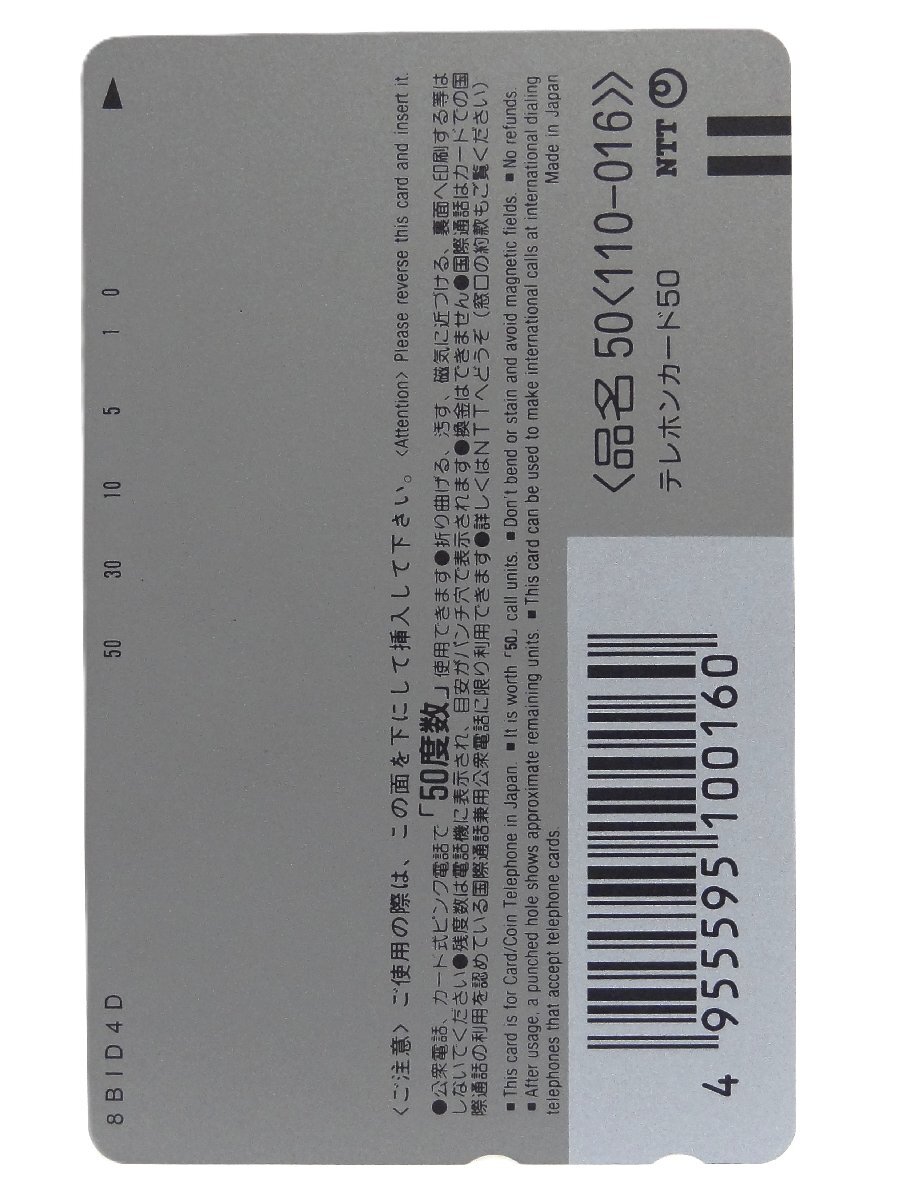 8BID4D 50 30 10 5 1 0
〈ご注意〉ご使用の際は、この面を下にして挿入して下さい。〈Attention〉Please reverse this card and insert it.
●公衆電話、カード式ピンク電話で「50度数」使用できます●折り曲げる、汚す、磁気に近づける、裏面へ印刷する等は
しないでください●残度数は電話機に表示され、目安がパンチ穴で表示されます●換金はできません●国際通話はカードでの国
際通話の利用を認めている国際通話兼用公衆電話に限り利用できます●詳しくはNTTへどうぞ（窓口の約款もご覧ください）
■ This card is for Card/Coin Telephone in Japan. ■ It is worth「50」call units. ■ Don't bend or stain and avoid magnetic fields. ■ No refunds.
■ After usage, a punched hole shows approximate remaining units. ■ This card can be used to make international calls at international dialing
telephones that accept telephone cards. Made in Japan
〈品名 50〈110-016〉〉
テレホンカード50 NTT
4 955595 100160